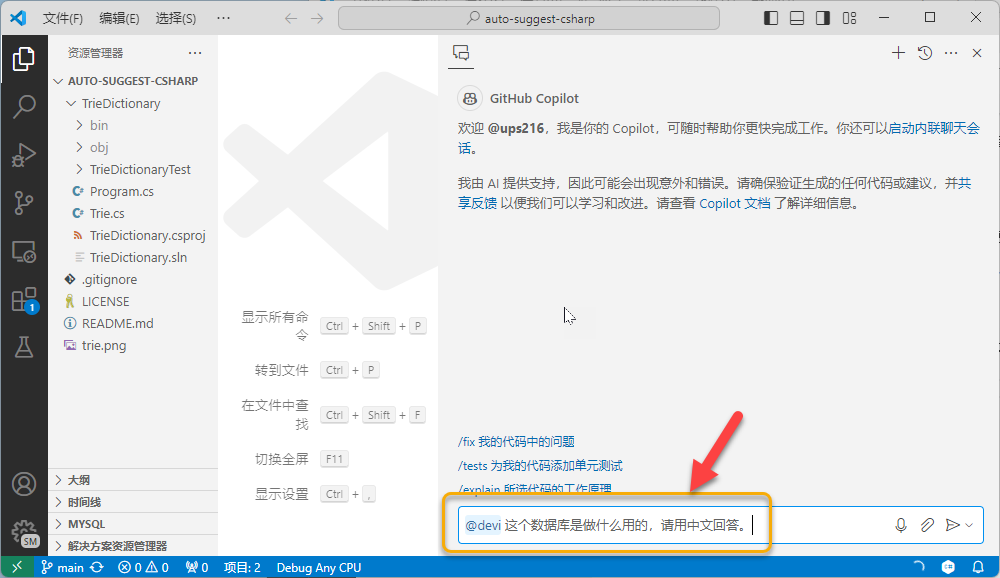 文件(F) 编辑(E) 选择(S) ··· auto-suggest-csharp
资源管理器 ···
AUTO-SUGGEST-CSHARP
TrieDictionary
bin
obj
TrieDictionaryTest
C# Program.cs
C# Trie.cs
TrieDictionary.csproj
TrieDictionary.sln
.gitignore
LICENSE
README.md
trie.png
大纲
时间线
MYSQL
解决方案资源管理器
1
SM
显示所有命
令
Ctrl + Shift + P
转到文件 Ctrl + P
在文件中查
找
Ctrl + Shift + F
切换全屏 F11
显示设置 Ctrl + ,
GitHub Copilot
欢迎 @ups216，我是你的 Copilot，可随时帮助你更快完成工作。你还可以启动内联聊天会
话。
我由 AI 提供支持，因此可能会出现意外和错误。请确保验证生成的任何代码或建议，并共
享反馈 以便我们可以学习和改进。请查看 Copilot 文档 了解详细信息。
/fix 我的代码中的问题
/tests 为我的代码添加单元测试
/explain 所选代码的工作原理
@devi 这个数据库是做什么用的，请用中文回答。
main 0 0 0 项目: 2 Debug Any CPU